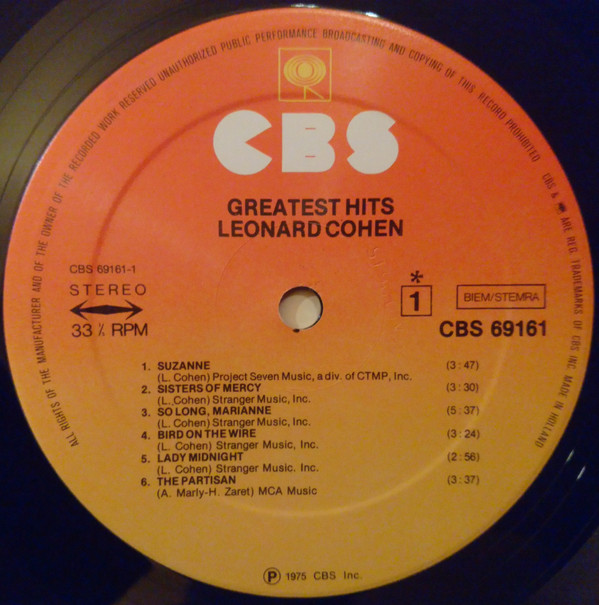 ALL RIGHTS OF THE MANUFACTURER AND OF THE OWNER OF THE RECORDED WORK RESERVED UNAUTHORIZED PUBLIC PERFORMANCE BROADCASTING AND COPYING OF THIS RECORD PROHIBITED CBS & ARE REG. TRADEMARKS OF CBS INC. MADE IN HOLLAND
CBS
GREATEST HITS
LEONARD COHEN
CBS 69161-1
STEREO
33⅓ RPM
*
1
BIEM/STEMRA
CBS 69161
1. SUZANNE (3:47)
(L. Cohen) Project Seven Music, a div. of CTMP, Inc.
2. SISTERS OF MERCY (3:30)
(L. Cohen) Stranger Music, Inc.
3. SO LONG, MARIANNE (5:37)
(L. Cohen) Stranger Music, Inc.
4. BIRD ON THE WIRE (3:24)
(L. Cohen) Stranger Music, Inc.
5. LADY MIDNIGHT (2:56)
(L. Cohen) Stranger Music, Inc.
6. THE PARTISAN (3:37)
(A. Marly-H. Zaret) MCA Music
Ⓟ 1975 CBS Inc.